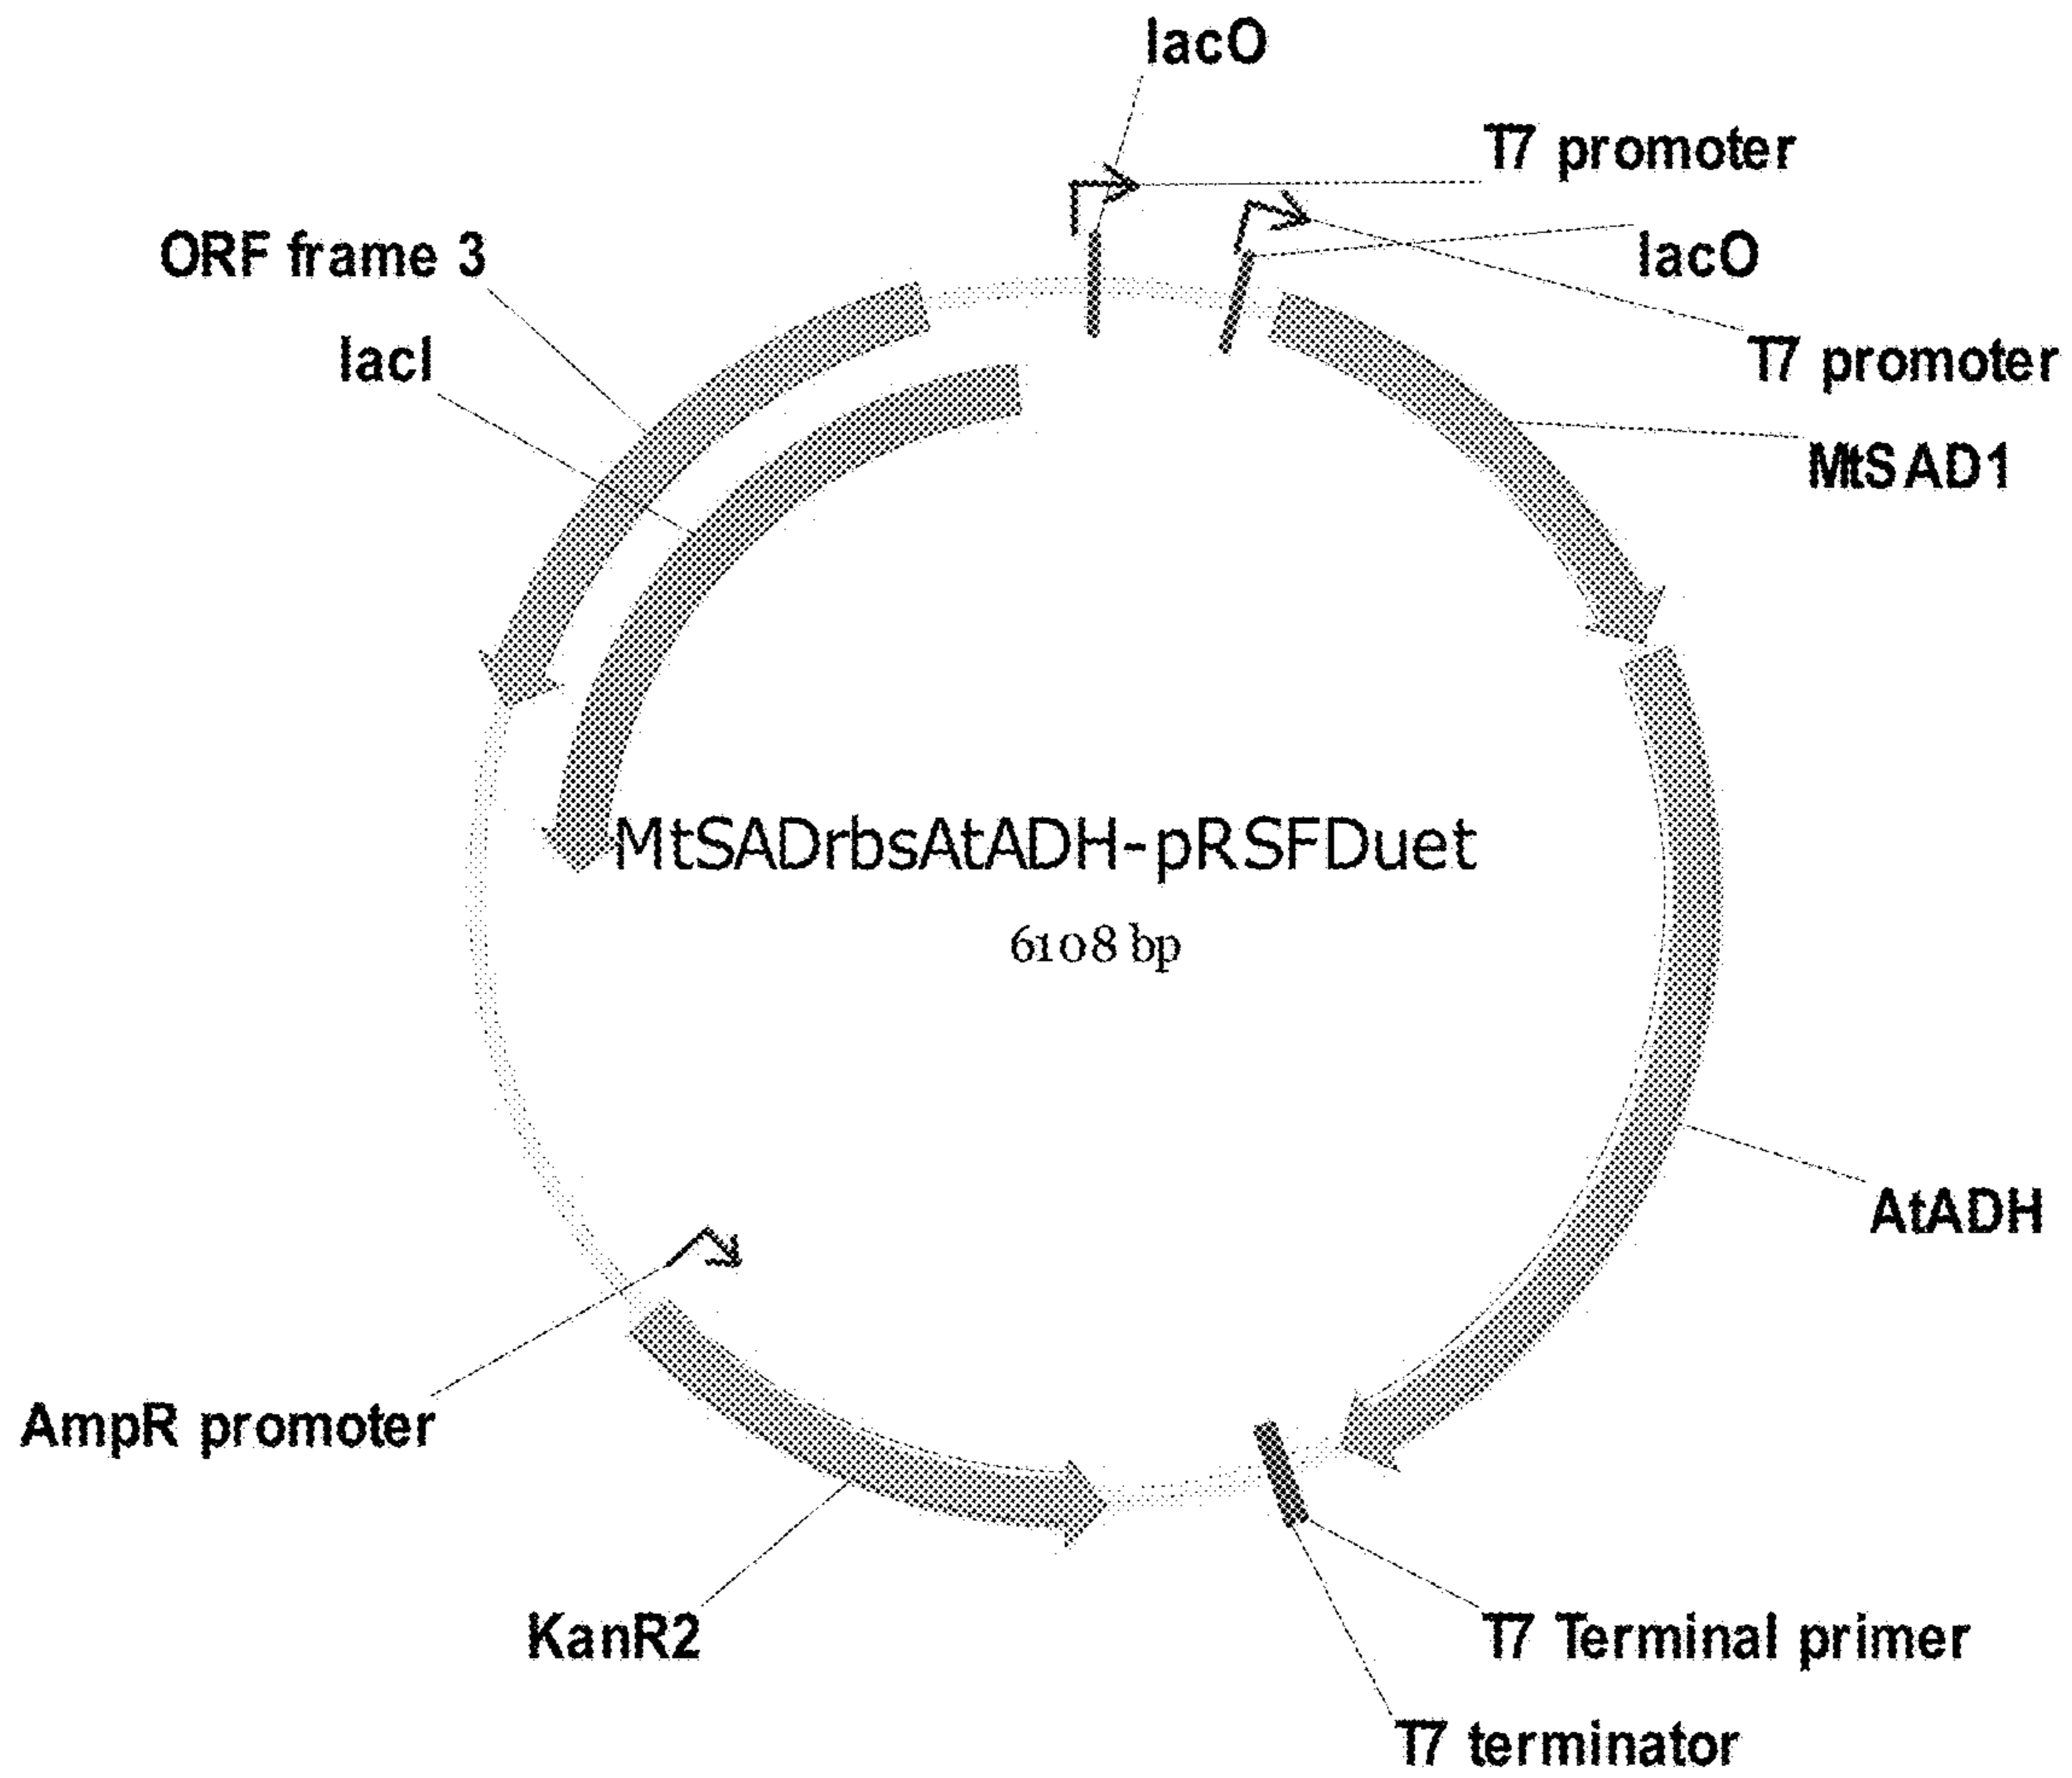 lacO
T7 promoter
lacO
ORF frame 3
lacI
T7 promoter
MtSAD1
MtSADrbsAtADH-pRSFDuet
6108 bp
AtADH
AmpR promoter
KanR2
T7 Terminal primer
T7 terminator